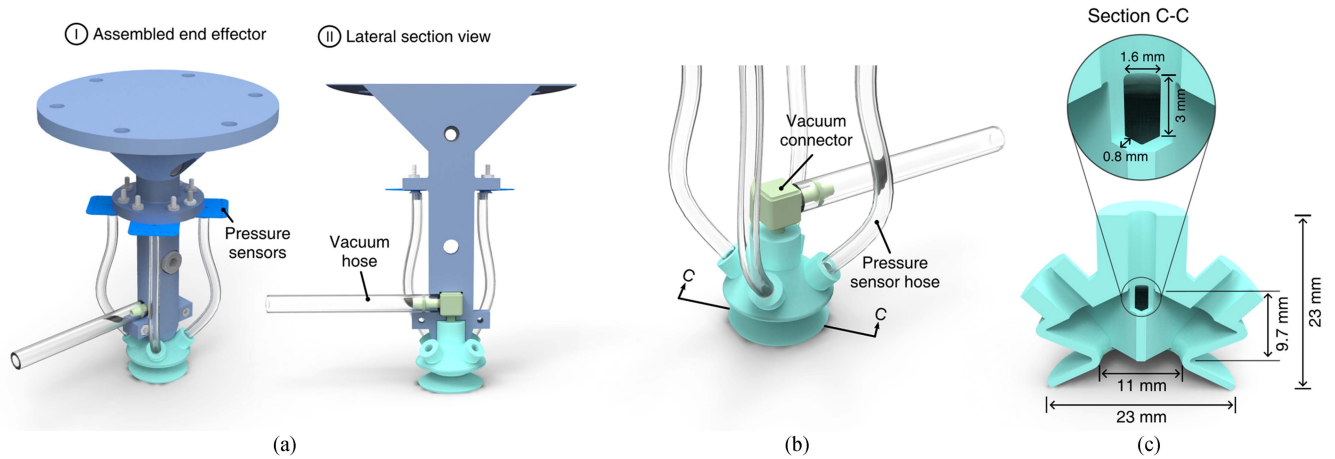 I Assembled end effector
II Lateral section view
Pressure
sensors
Vacuum
hose
(a)
Vacuum
connector
Pressure
sensor hose
C
C
(b)
Section C-C
1.6 mm
3 mm
0.8 mm
9.7 mm
23 mm
11 mm
23 mm
(c)